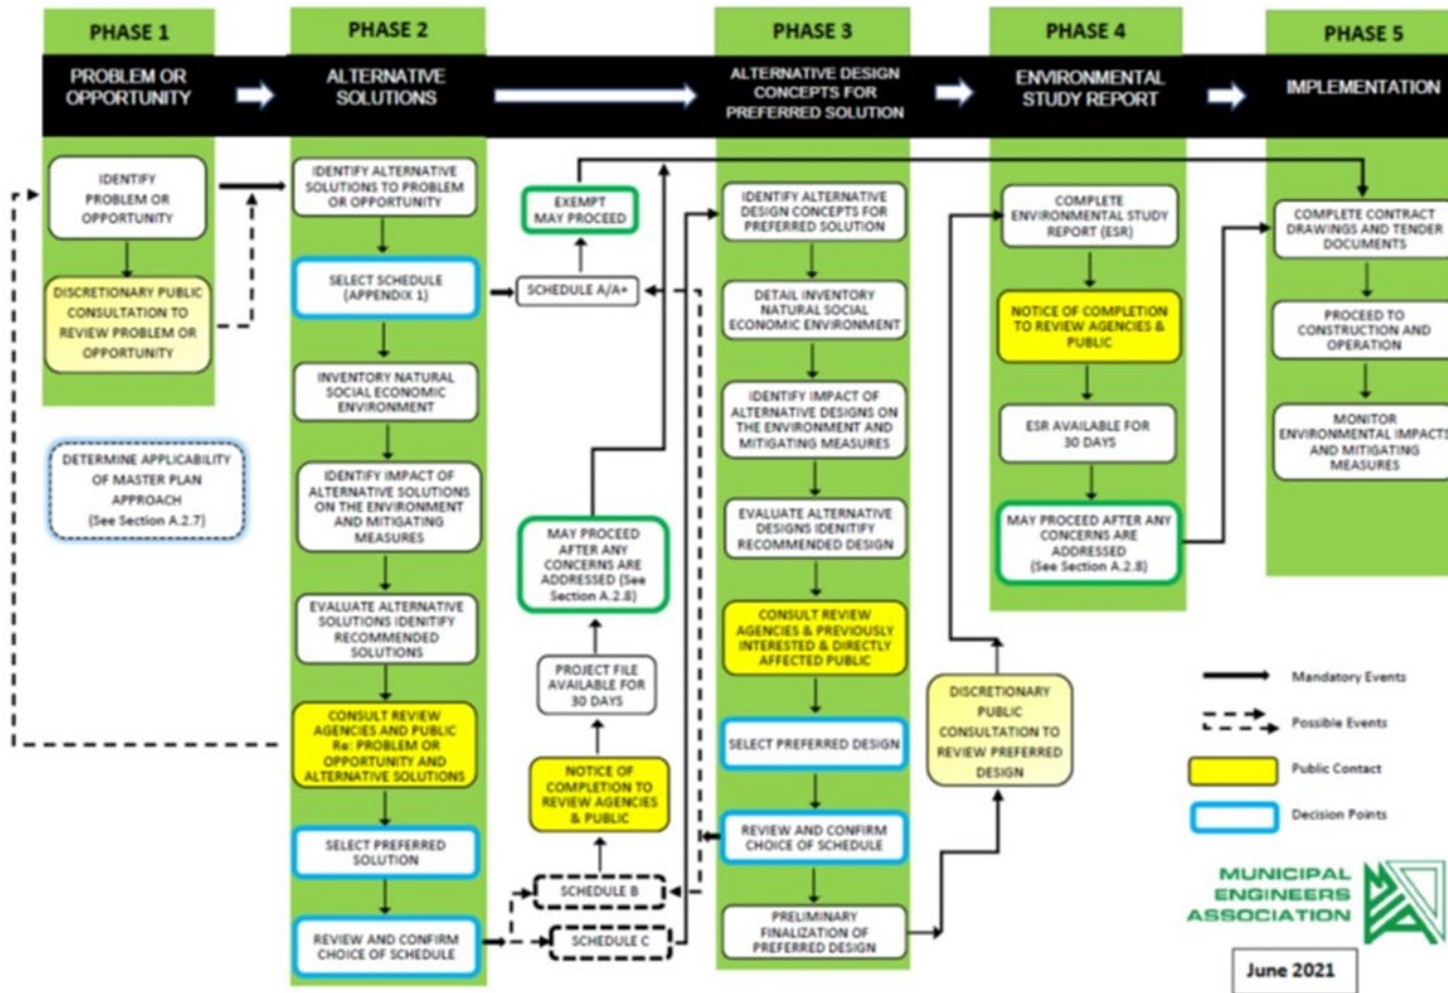 PHASE 1
PROBLEM OR
OPPORTUNITY
IDENTIFY
PROBLEM OR
OPPORTUNITY
DISCRETIONARY PUBLIC
CONSULTATION TO
REVIEW PROBLEM OR
OPPORTUNITY
DETERMINE APPLICABILITY
OF MASTER PLAN
APPROACH
(See Section A.2.7)
PHASE 2
ALTERNATIVE
SOLUTIONS
IDENTIFY ALTERNATIVE
SOLUTIONS TO PROBLEM
OR OPPORTUNITY
SELECT SCHEDULE
(APPENDIX 1)
INVENTORY NATURAL
SOCIAL ECONOMIC
ENVIRONMENT
IDENTIFY IMPACT OF
ALTERNATIVE SOLUTIONS
ON THE ENVIRONMENT
AND MITIGATING
MEASURES
EVALUATE ALTERNATIVE
SOLUTIONS IDENITIFY
RECOMMENDED
SOLUTIONS
CONSULT REVIEW
AGENCIES AND PUBLIC
Re: PROBLEM OR
OPPORTUNITY AND
ALTERNATIVE SOLUTIONS
SELECT PREFERRED
SOLUTION
REVIEW AND CONFIRM
CHOICE OF SCHEDULE
EXEMPT
MAY PROCEED
SCHEDULE A/A+
MAY PROCEED
AFTER ANY
CONCERNS ARE
ADDRESSED (See
Section A.2.8)
PROJECT FILE
AVAILABLE FOR
30 DAYS
NOTICE OF
COMPLETION TO
REVIEW AGENCIES
& PUBLIC
SCHEDULE B
SCHEDULE C
PHASE 3
ALTERNATIVE DESIGN
CONCEPTS FOR
PREFERRED SOLUTION
IDENTIFY ALTERNATIVE
DESIGN CONCEPTS FOR
PREFERRED SOLUTION
DETAIL INVENTORY
NATURAL SOCIAL
ECONOMIC ENVIRONMENT
IDENTIFY IMPACT OF
ALTERNATIVE DESIGNS ON
THE ENVIRONMENT AND
MITIGATING MEASURES
EVALUATE ALTERNATIVE
DESIGNS IDENITIFY
RECOMMENDED DESIGN
CONSULT REVIEW
AGENCIES & PREVIOUSLY
INTERESTED & DIRECTLY
AFFECTED PUBLIC
SELECT PREFERRED DESIGN
REVIEW AND CONFIRM
CHOICE OF SCHEDULE
PRELIMINARY
FINALIZATION OF
PREFERRED DESIGN
DISCRETIONARY
PUBLIC
CONSULTATION TO
REVIEW PREFERRED
DESIGN
PHASE 4
ENVIRONMENTAL
STUDY REPORT
COMPLETE
ENVIRONMENTAL STUDY
REPORT (ESR)
NOTICE OF COMPLETION
TO REVIEW AGENCIES &
PUBLIC
ESR AVAILABLE FOR
30 DAYS
MAY PROCEED AFTER ANY
CONCERNS ARE
ADDRESSED
(See Section A.2.8)
PHASE 5
IMPLEMENTATION
COMPLETE CONTRACT
DRAWINGS AND TENDER
DOCUMENTS
PROCEED TO
CONSTRUCTION AND
OPERATION
MONITOR
ENVIRONMENTAL IMPACTS
AND MITIGATING
MEASURES
Mandatory Events
Possible Events
Public Contact
Decision Points
MUNICIPAL
ENGINEERS
ASSOCIATION
June 2021